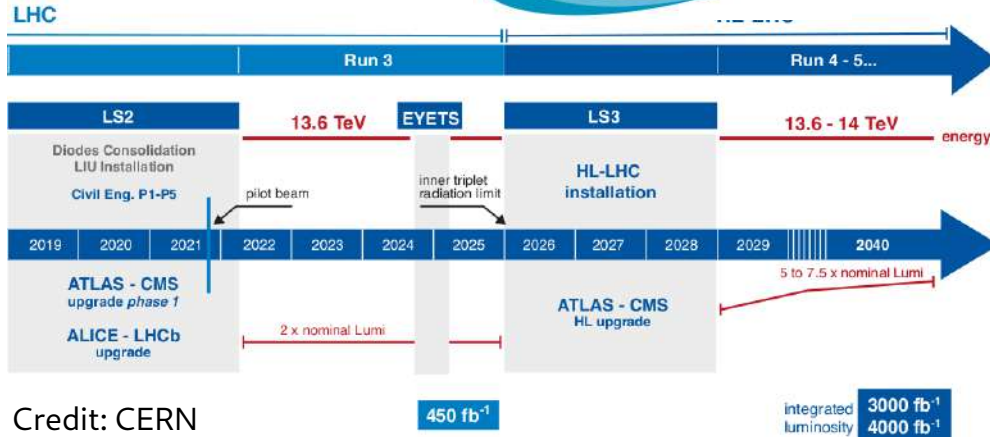 LHC
Run 3
Run 4 - 5...
LS2
13.6 TeV
EYETS
LS3
13.6 - 14 TeV
energy
Diodes Consolidation
LIU Installation
Civil Eng. P1-P5
pilot beam
inner triplet
radiation limit
HL-LHC
installation
2019
2020
2021
2022
2023
2024
2025
2026
2027
2028
2029
2040
ATLAS - CMS
upgrade phase 1
ALICE - LHCb
upgrade
2 x nominal Lumi
ATLAS - CMS
HL upgrade
5 to 7.5 x nominal Lumi
Credit: CERN
450 fb⁻¹
integrated
luminosity
3000 fb⁻¹
4000 fb⁻¹